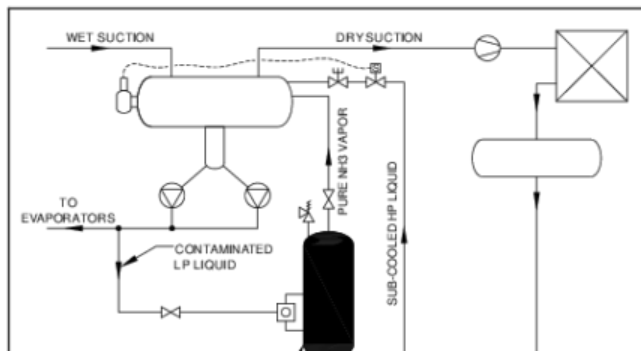 WET SUCTION
DRY SUCTION
PURE NH3 VAPOR
SUB-COOLED HP LIQUID
TO
EVAPORATORS
CONTAMINATED
LP LIQUID